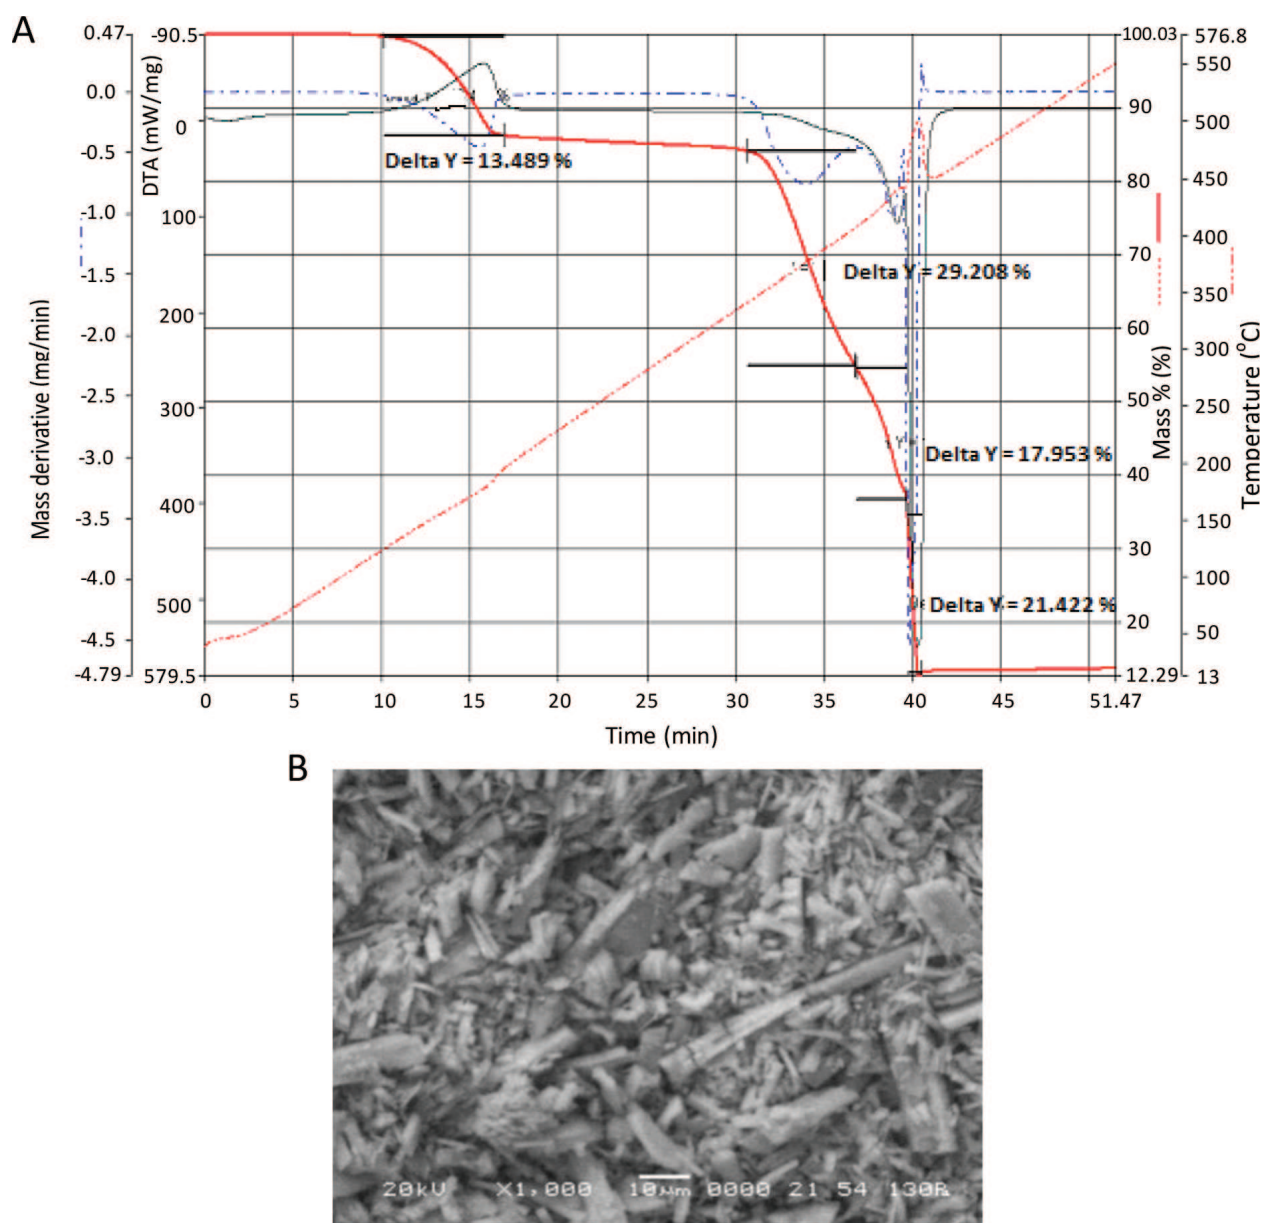 A
0.47 -90.5 100.03 576.8
0.0 0 90 550
-0.5 100 80 500
-1.0 200 70 450
-1.5 300 60 400
-2.0 400 50 350
-2.5 500 40 300
-3.0 579.5 30 250
-3.5 20 200
-4.0 12.29 150
-4.5 100
-4.79 50
13
Mass derivative (mg/min)
DTA (mW/mg)
Mass % (%)
Temperature (°C)
Delta Y = 13.489 %
Delta Y = 29.208 %
Delta Y = 17.953 %
Delta Y = 21.422 %
0 5 10 15 20 25 30 35 40 45 51.47
Time (min)
B
20kV X1,000 10µm 0000 21 54 130Pa